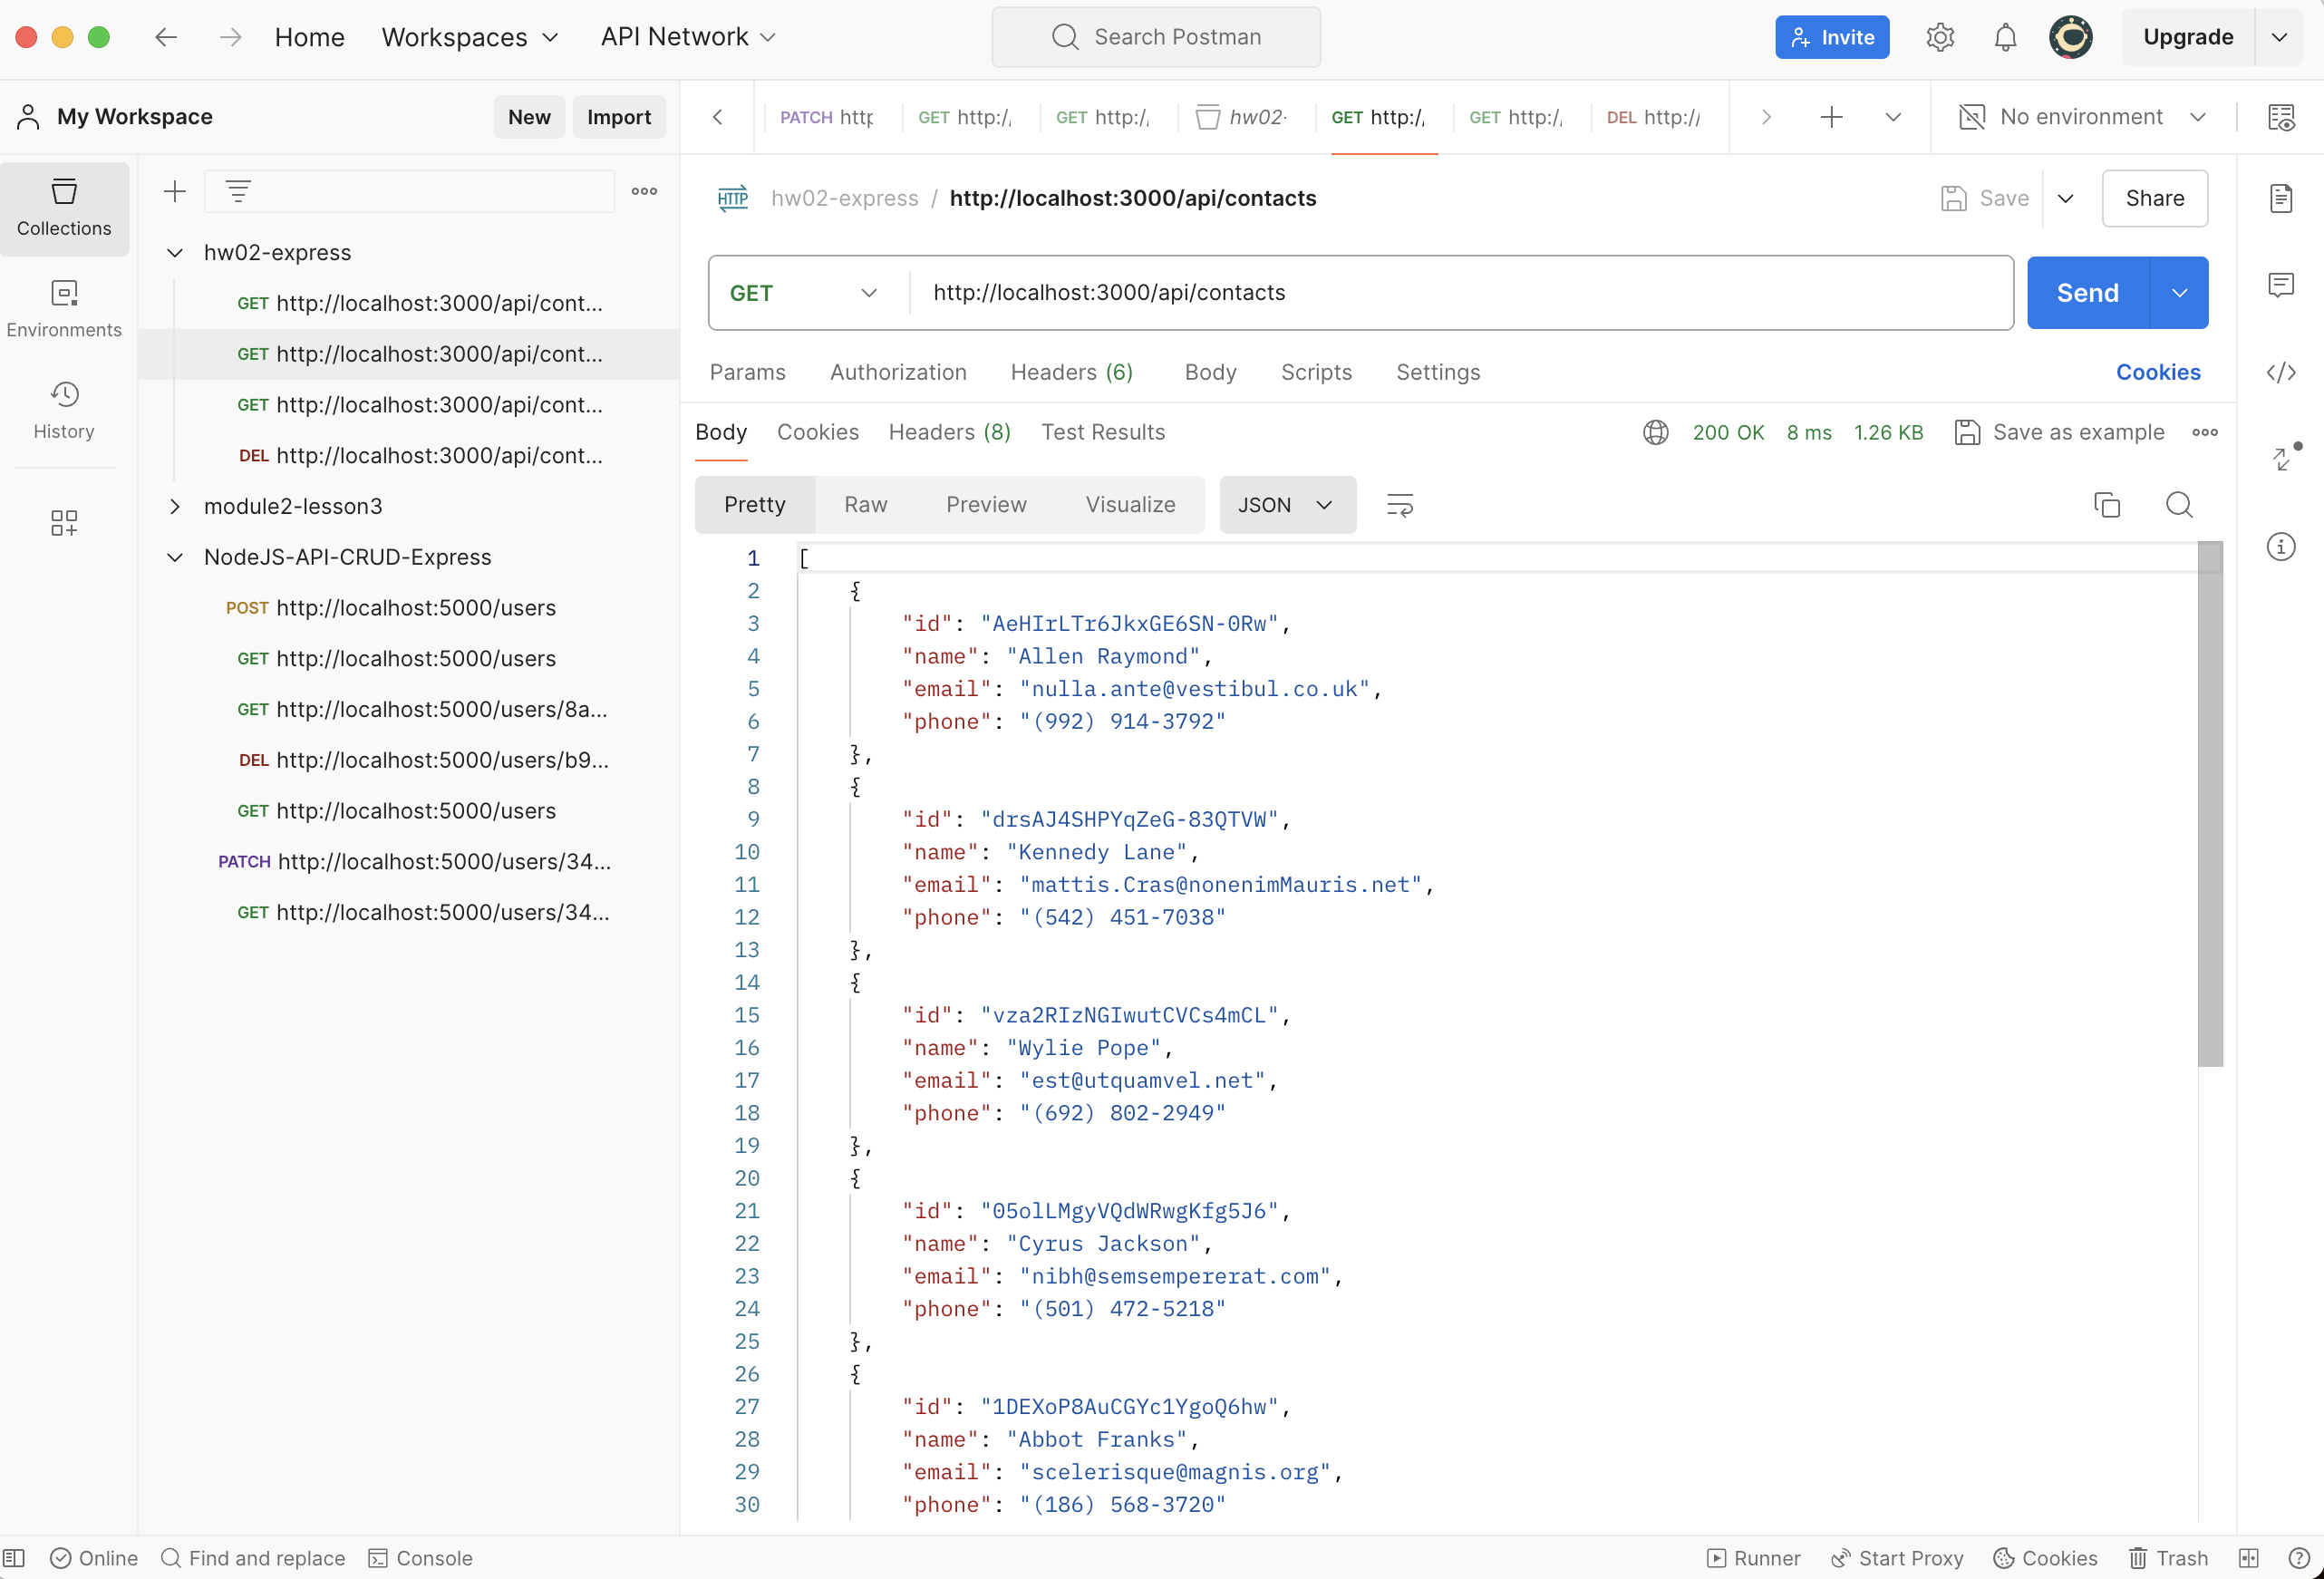 Home
Workspaces
API Network
Search Postman
Invite
Upgrade
My Workspace
New
Import
PATCH http
GET http:/
GET http:/
hw02-
GET http:/
GET http:/
DEL http:/
No environment
Collections
Environments
History
hw02-express
GET http://localhost:3000/api/cont...
GET http://localhost:3000/api/cont...
GET http://localhost:3000/api/cont...
DEL http://localhost:3000/api/cont...
module2-lesson3
NodeJS-API-CRUD-Express
POST http://localhost:5000/users
GET http://localhost:5000/users
GET http://localhost:5000/users/8a...
DEL http://localhost:5000/users/b9...
GET http://localhost:5000/users
PATCH http://localhost:5000/users/34...
GET http://localhost:5000/users/34...
HTTP hw02-express / http://localhost:3000/api/contacts
Save
Share
GET http://localhost:3000/api/contacts
Send
Params Authorization Headers (6) Body Scripts Settings Cookies
Body Cookies Headers (8) Test Results 200 OK 8 ms 1.26 KB Save as example
Pretty Raw Preview Visualize JSON
1 [
2 {
3 "id": "AeHIrLTr6JkxGE6SN-0Rw",
4 "name": "Allen Raymond",
5 "email": "nulla.ante@vestibul.co.uk",
6 "phone": "(992) 914-3792"
7 },
8 {
9 "id": "drsAJ4SHPYqZeG-83QTVW",
10 "name": "Kennedy Lane",
11 "email": "mattis.Cras@nonenimMauris.net",
12 "phone": "(542) 451-7038"
13 },
14 {
15 "id": "vza2RIzNGIwutCVCs4mCL",
16 "name": "Wylie Pope",
17 "email": "est@utquamvel.net",
18 "phone": "(692) 802-2949"
19 },
20 {
21 "id": "05olLMgyVQdWRwgKfg5J6",
22 "name": "Cyrus Jackson",
23 "email": "nibh@semsempererat.com",
24 "phone": "(501) 472-5218"
25 },
26 {
27 "id": "1DEXoP8AuCGYc1YgoQ6hw",
28 "name": "Abbot Franks",
29 "email": "scelerisque@magnis.org",
30 "phone": "(186) 568-3720"
Online Find and replace Console Runner Start Proxy Cookies Trash